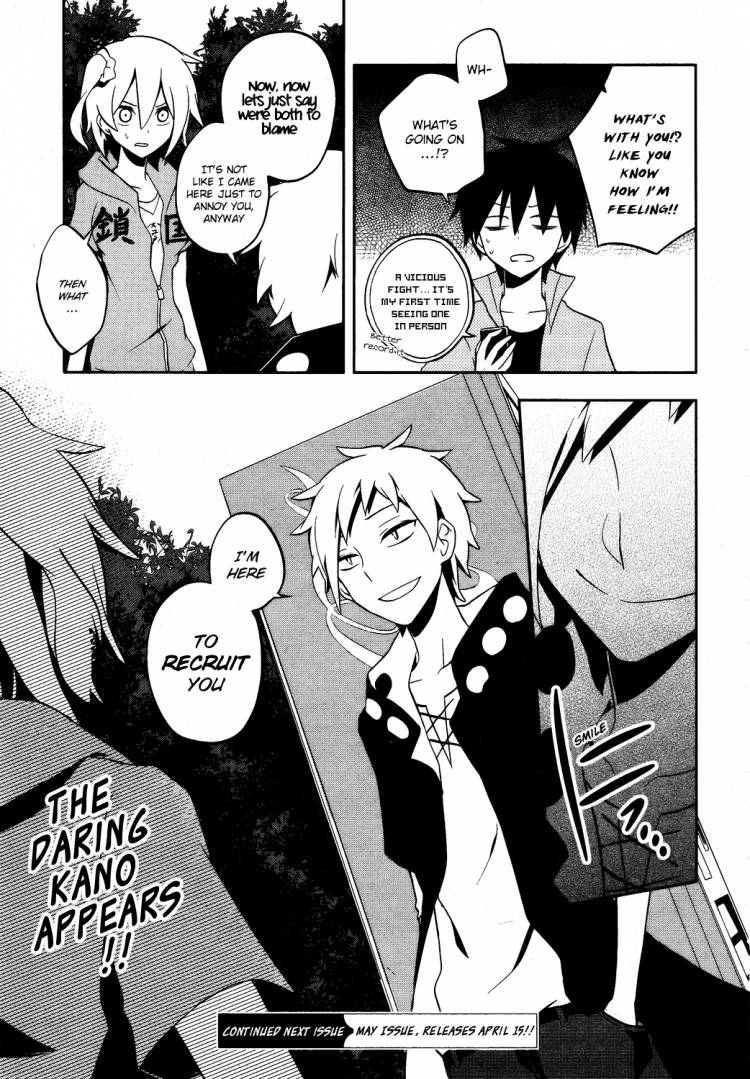 WHAT'S
WITH YOU!?
LIKE YOU
KNOW
HOW I'M
FEELING!!
WH-
WHAT'S
GOING ON
...!?
A VICIOUS
FIGHT...IT'S
MY FIRST TIME
SEEING ONE
IN PERSON
Better
record it
Now, now
lets just say
were both to
blame
IT'S NOT
LIKE I CAME
HERE JUST TO
ANNOY YOU,
ANYWAY
鎖国
THEN
WHAT
...
SMILE
I'M
HERE
TO
RECRUIT
YOU
THE
DARING
KANO
APPEARS
!!
CONTINUED NEXT ISSUE MAY ISSUE, RELEASES APRIL 15!!